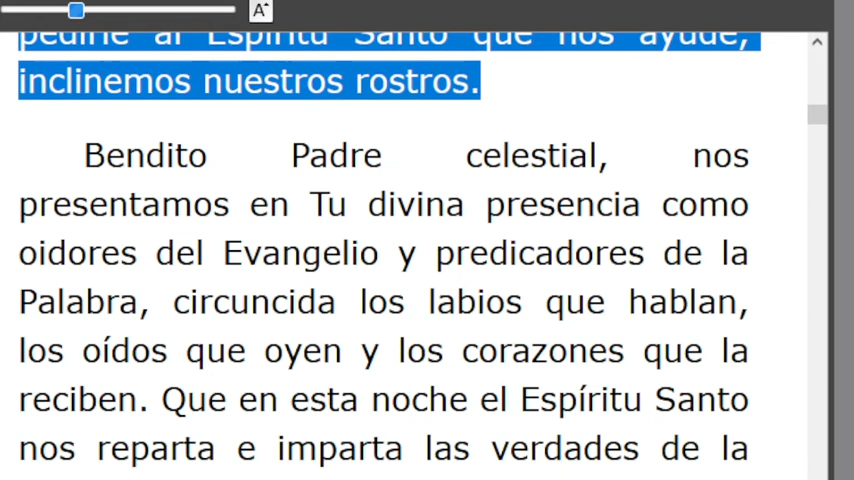 A
pedirle al Espíritu Santo que nos ayude,
inclinemos nuestros rostros.
Bendito Padre celestial, nos
presentamos en Tu divina presencia como
oidores del Evangelio y predicadores de la
Palabra, circuncida los labios que hablan,
los oídos que oyen y los corazones que la
reciben. Que en esta noche el Espíritu Santo
nos reparta e imparta las verdades de la